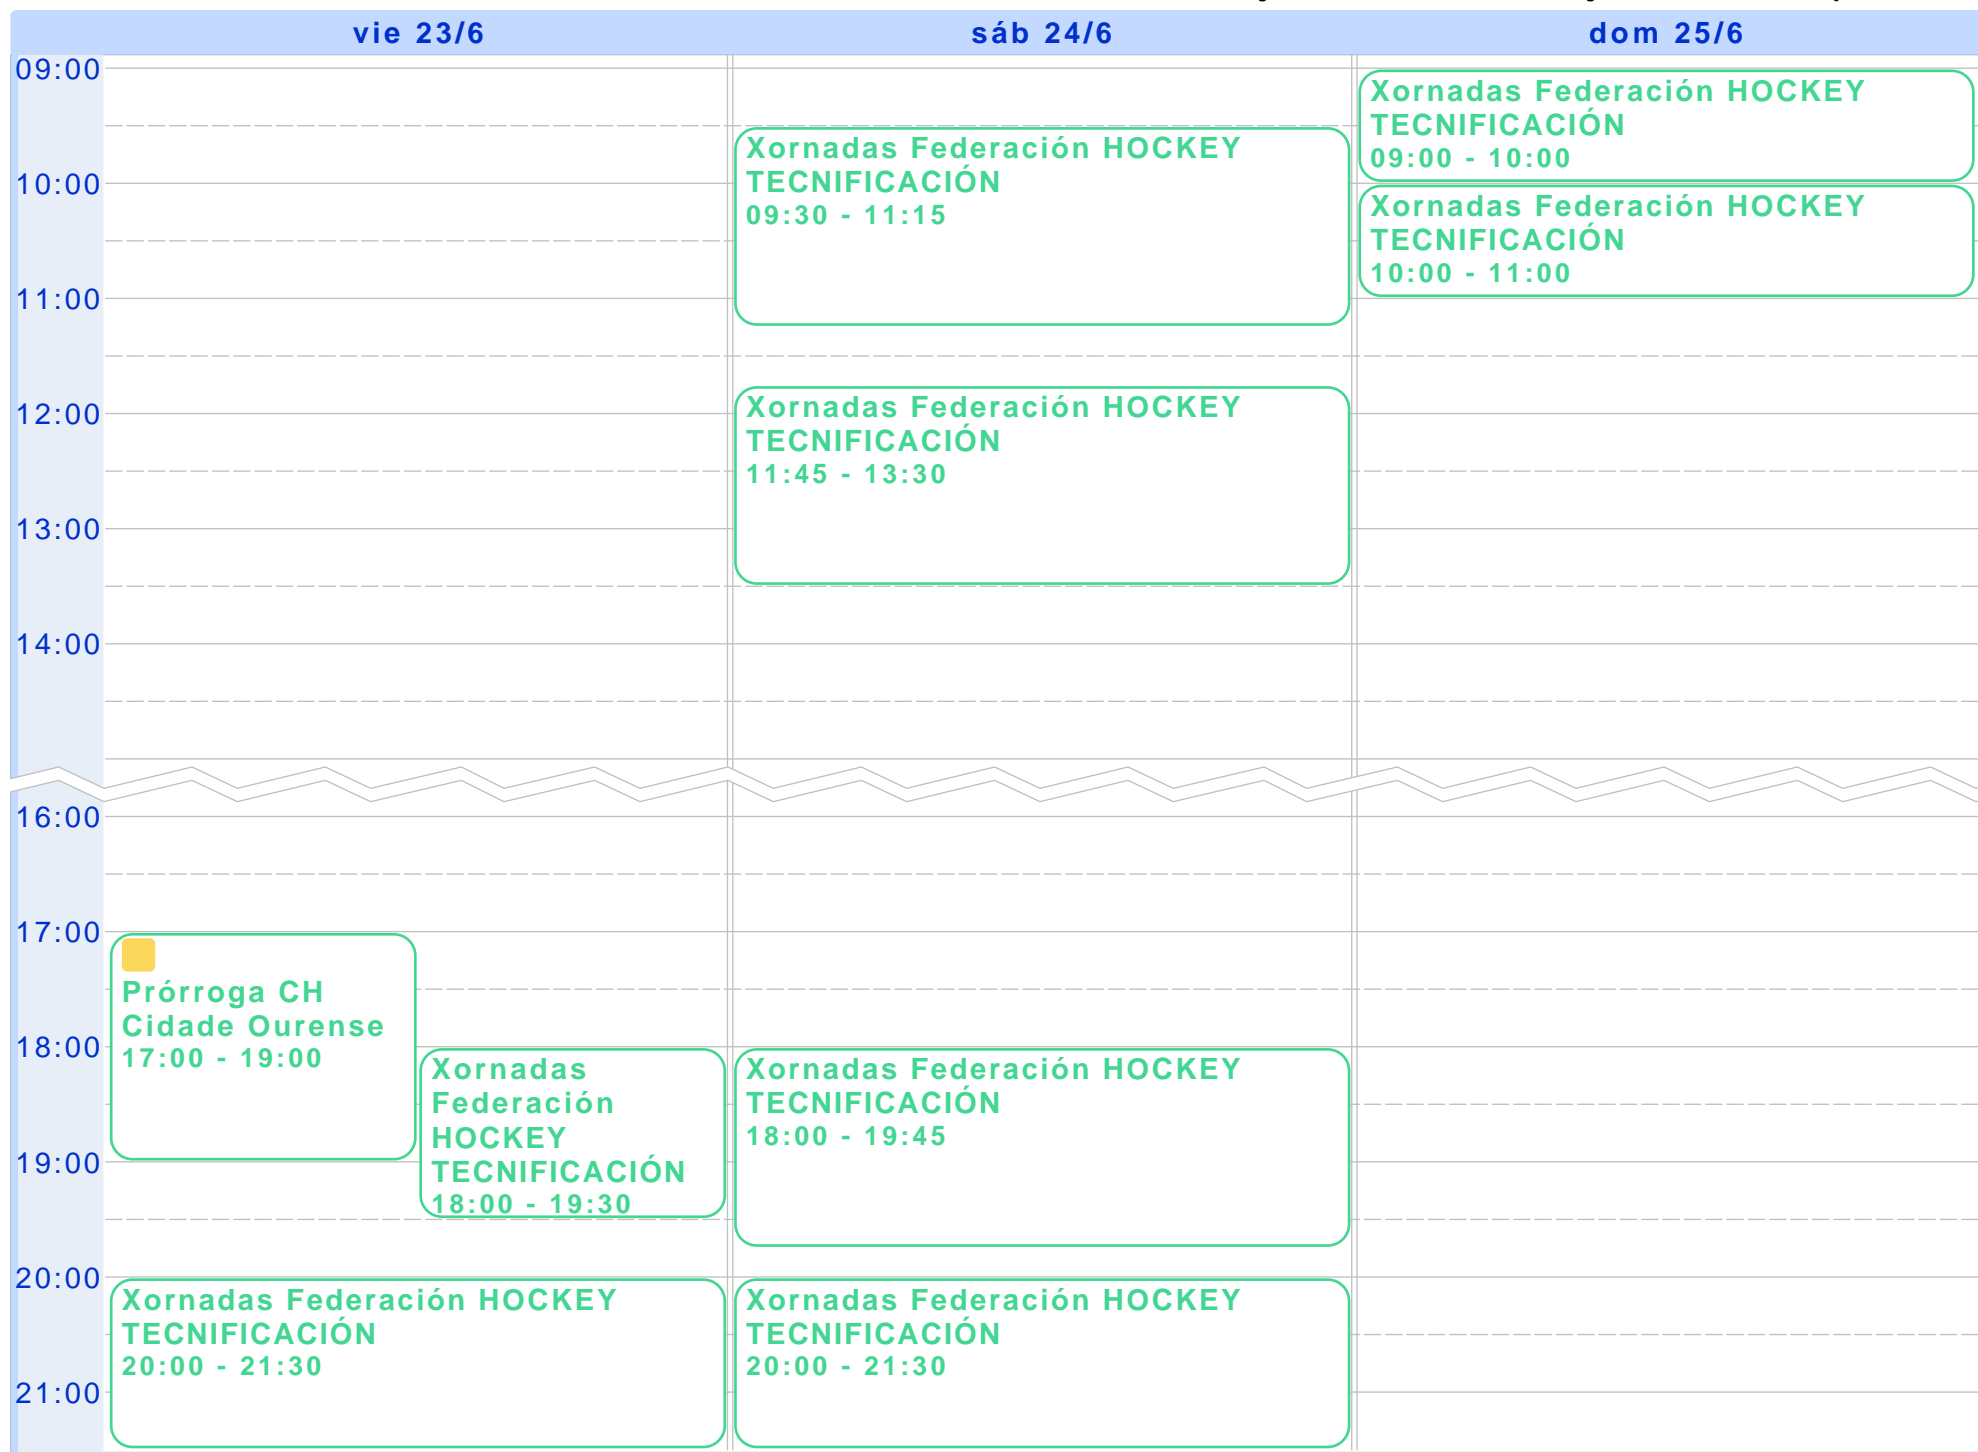 vie 23/6
sáb 24/6
dom 25/6
09:00
10:00
11:00
12:00
13:00
14:00
16:00
17:00
18:00
19:00
20:00
21:00
Prórroga CH
Cidade Ourense
17:00 - 19:00
Xornadas
Federación
HOCKEY
TECNIFICACIÓN
18:00 - 19:30
Xornadas Federación HOCKEY
TECNIFICACIÓN
20:00 - 21:30
Xornadas Federación HOCKEY
TECNIFICACIÓN
09:30 - 11:15
Xornadas Federación HOCKEY
TECNIFICACIÓN
11:45 - 13:30
Xornadas Federación HOCKEY
TECNIFICACIÓN
18:00 - 19:45
Xornadas Federación HOCKEY
TECNIFICACIÓN
20:00 - 21:30
Xornadas Federación HOCKEY
TECNIFICACIÓN
09:00 - 10:00
Xornadas Federación HOCKEY
TECNIFICACIÓN
10:00 - 11:00